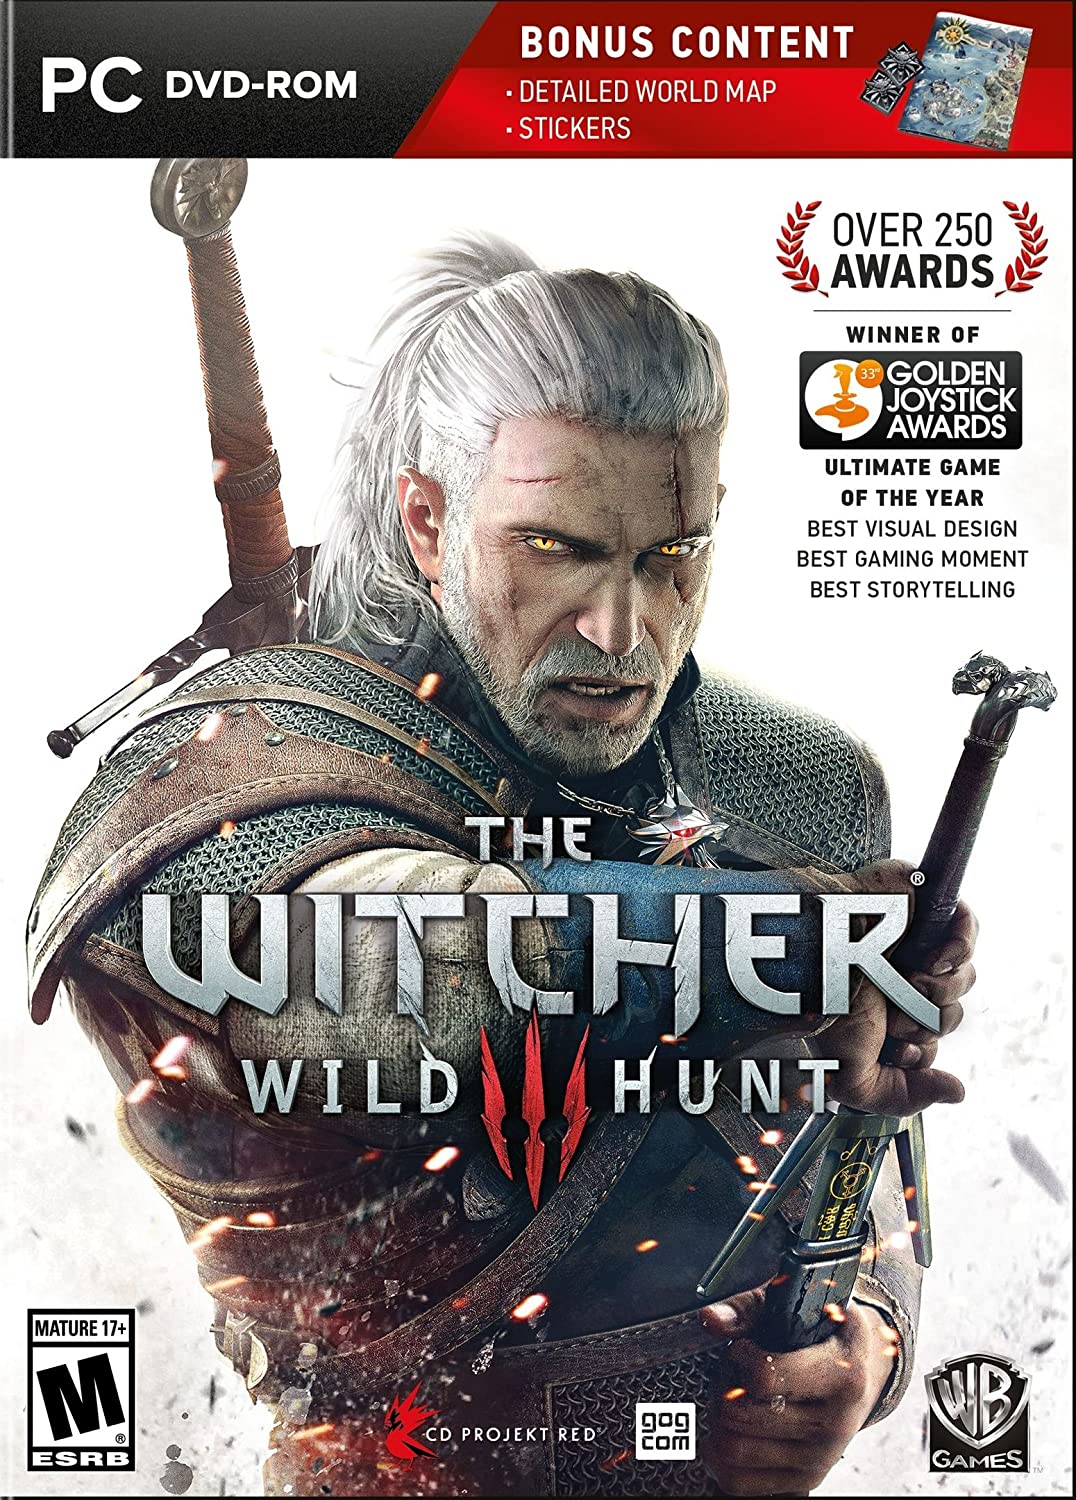 PC DVD-ROM
BONUS CONTENT
· DETAILED WORLD MAP
· STICKERS
OVER 250
AWARDS
WINNER OF
33rd
GOLDEN
JOYSTICK
AWARDS
ULTIMATE GAME
OF THE YEAR
BEST VISUAL DESIGN
BEST GAMING MOMENT
BEST STORYTELLING
THE
WITCHER®
WILD III HUNT
MATURE 17+
M®
ESRB
CD PROJEKT RED®
gog
com
WB
GAMES™